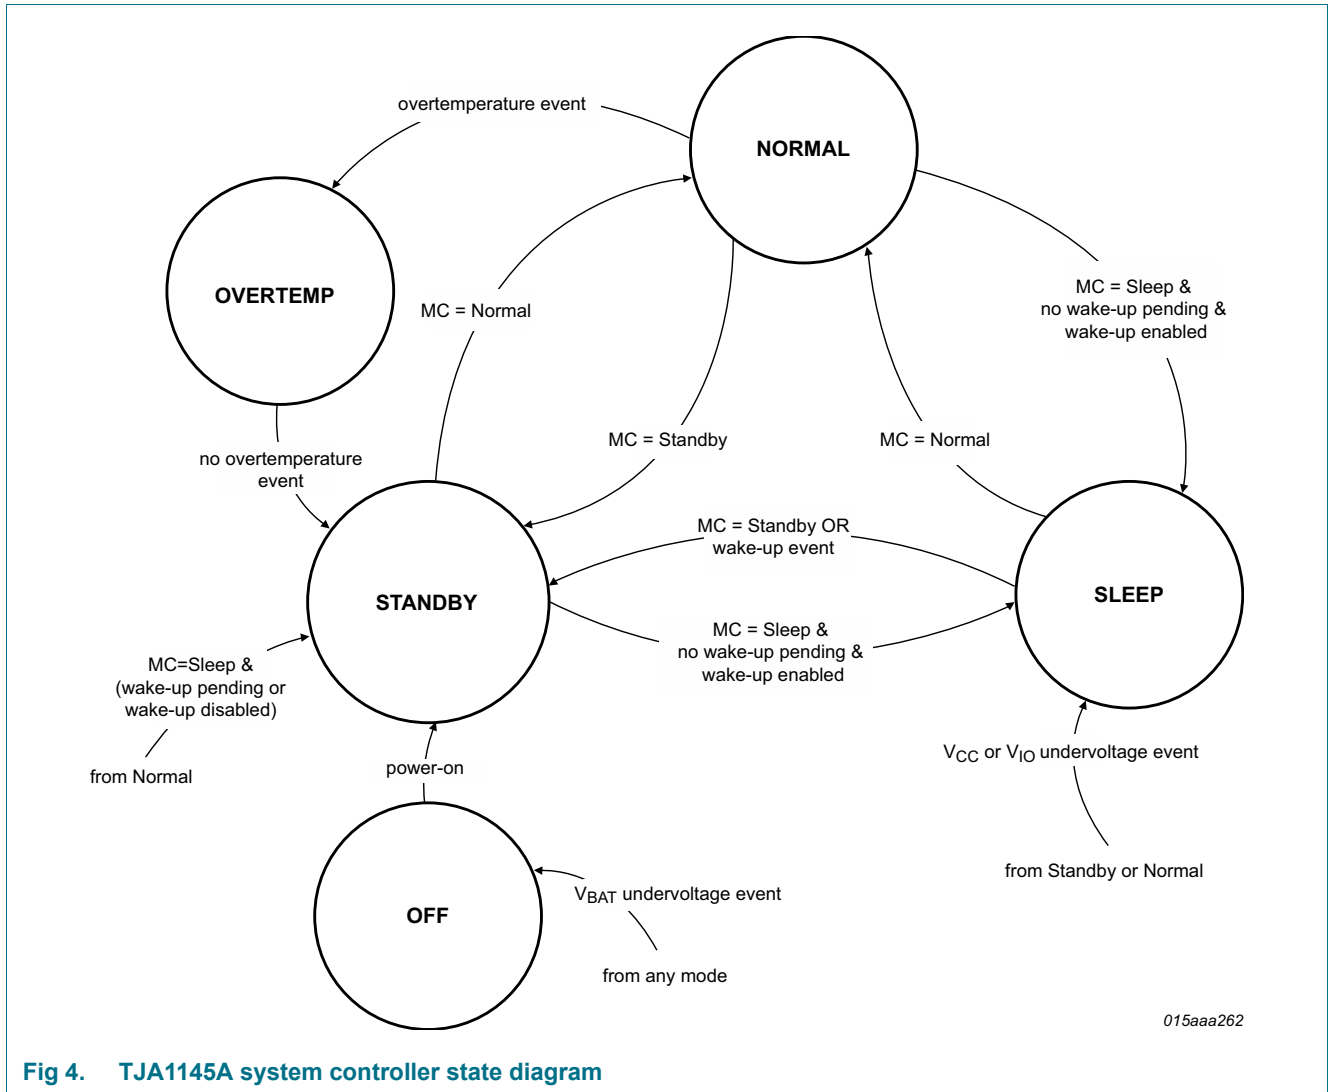 overtemperature event
NORMAL
OVERTEMP
MC = Normal
MC = Sleep &
no wake-up pending &
wake-up enabled
MC = Standby
MC = Normal
no overtemperature
event
MC = Standby OR
wake-up event
STANDBY
SLEEP
MC = Sleep &
no wake-up pending &
wake-up enabled
MC=Sleep &
(wake-up pending or
wake-up disabled)
from Normal
VCC or VIO undervoltage event
power-on
from Standby or Normal
VBAT undervoltage event
OFF
from any mode
015aaa262
Fig 4. TJA1145A system controller state diagram